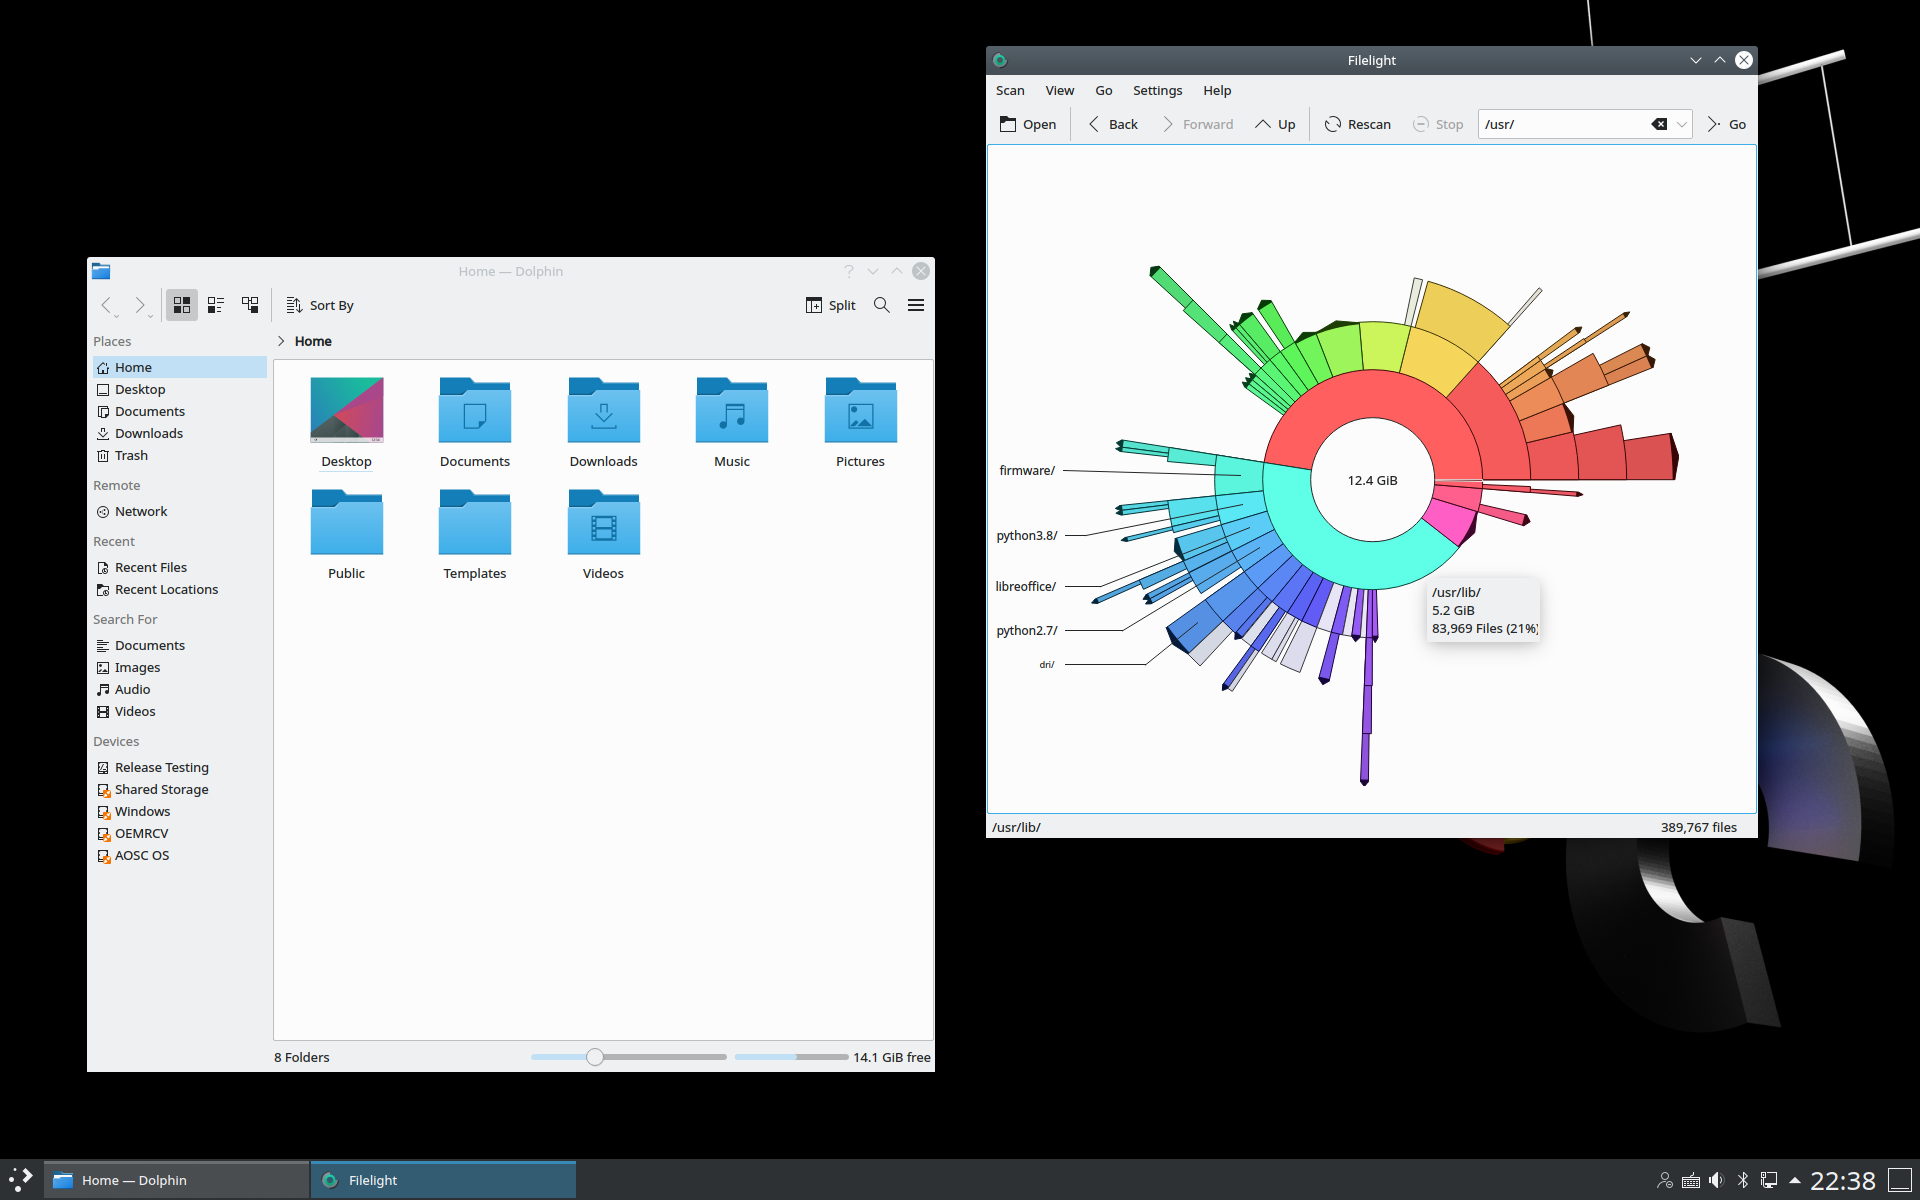 Home — Dolphin
Sort By
Split
Places
Home
Desktop
Documents
Downloads
Trash
Remote
Network
Recent
Recent Files
Recent Locations
Search For
Documents
Images
Audio
Videos
Devices
Release Testing
Shared Storage
Windows
OEMRCV
AOSC OS
Home
Desktop
Documents
Downloads
Music
Pictures
Public
Templates
Videos
8 Folders
14.1 GiB free
Filelight
Scan View Go Settings Help
Open Back Forward Up Rescan Stop /usr/ Go
firmware/
python3.8/
libreoffice/
python2.7/
dri/
12.4 GiB
/usr/lib/
5.2 GiB
83,969 Files (21%)
/usr/lib/
389,767 files
Home — Dolphin
Filelight
22:38